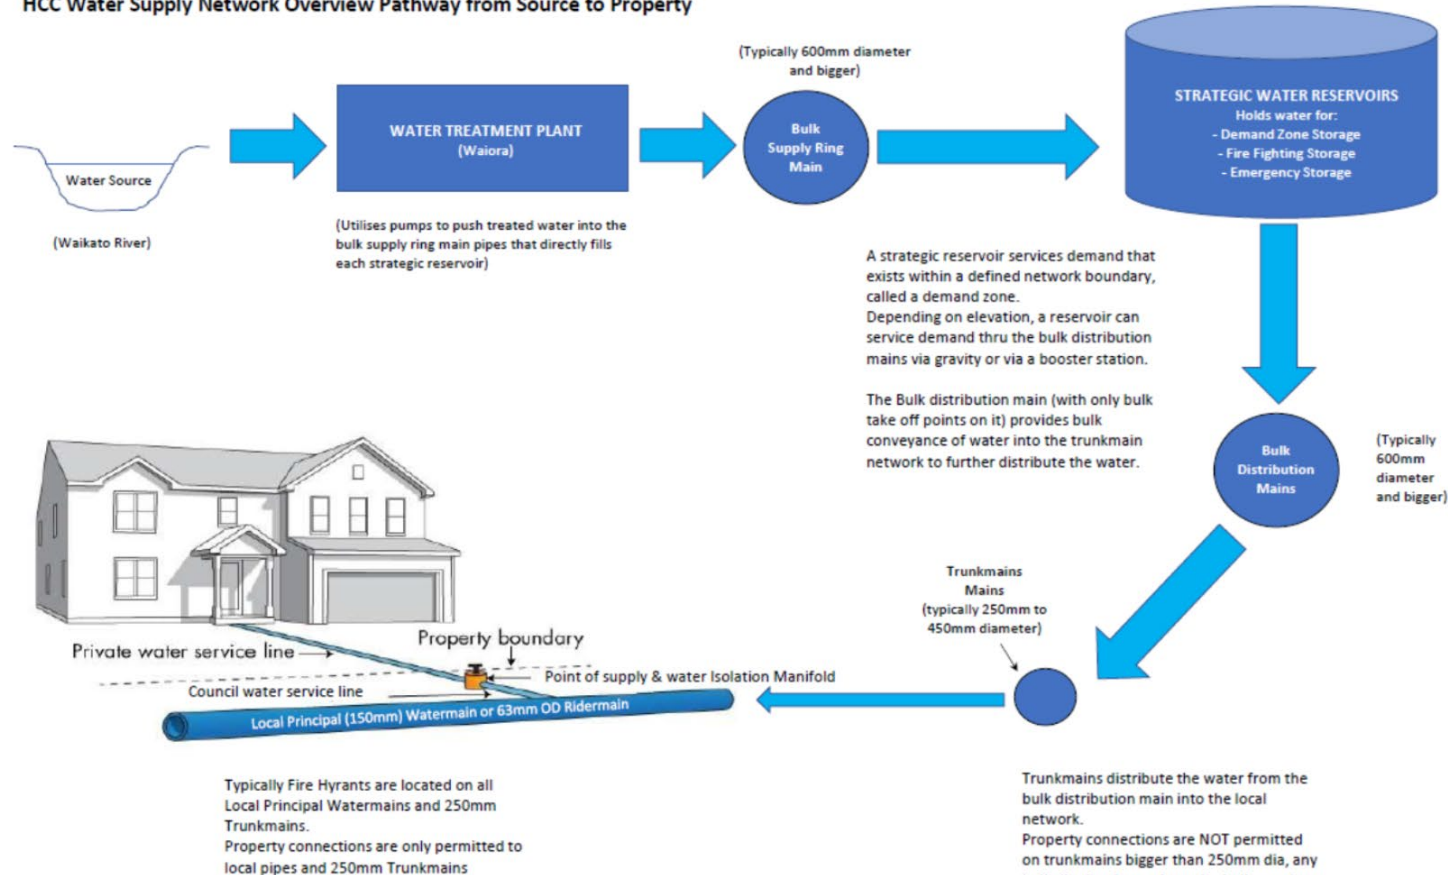 HCC Water Supply Network Overview Pathway from Source to Property
Water Source
(Waikato River)
WATER TREATMENT PLANT
(Waiora)
(Utilises pumps to push treated water into the
bulk supply ring main pipes that directly fills
each strategic reservoir)
(Typically 600mm diameter
and bigger)
Bulk
Supply Ring
Main
STRATEGIC WATER RESERVOIRS
Holds water for:
- Demand Zone Storage
- Fire Fighting Storage
- Emergency Storage
A strategic reservoir services demand that
exists within a defined network boundary,
called a demand zone.
Depending on elevation, a reservoir can
service demand thru the bulk distribution
mains via gravity or via a booster station.
The Bulk distribution main (with only bulk
take off points on it) provides bulk
conveyance of water into the trunkmain
network to further distribute the water.
Bulk
Distribution
Mains
(Typically
600mm
diameter
and bigger)
Trunkmains
Mains
(typically 250mm to
450mm diameter)
Private water service line
Property boundary
Point of supply & water Isolation Manifold
Council water service line
Local Principal (150mm) Watermain or 63mm OD Ridermain
Typically Fire Hyrants are located on all
Local Principal Watermains and 250mm
Trunkmains.
Property connections are only permitted to
local pipes and 250mm Trunkmains
Trunkmains distribute the water from the
bulk distribution main into the local
network.
Property connections are NOT permitted
on trunkmains bigger than 250mm dia, any